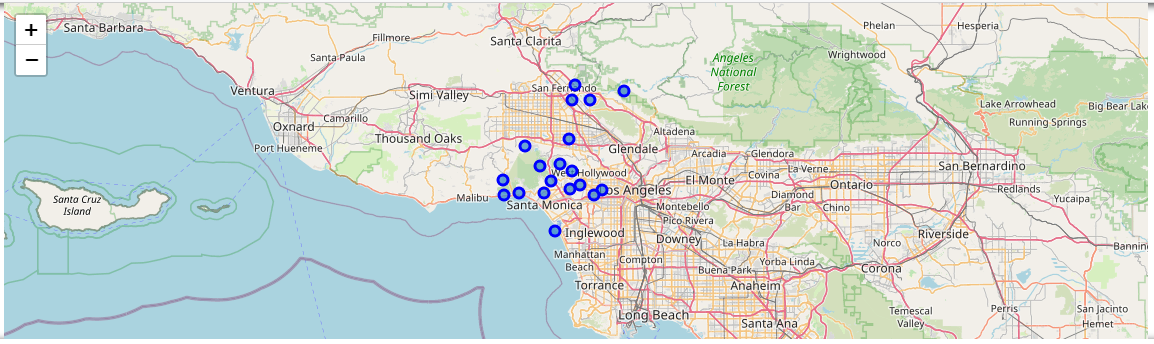 +
−
Santa Barbara
Fillmore
Santa Clarita
Phelan
Hesperia
Santa Paula
Angeles
National
Forest
Wrightwood
Ventura
Simi Valley
San Fernando
Lake Arrowhead
Big Bear Lake
Oxnard
Camarillo
Running Springs
Port Hueneme
Thousand Oaks
Altadena
Glendale
Arcadia
Glendora
West Hollywood
Covina
La Verne
San Bernardino
Santa Cruz
Island
Malibu
Santa Monica
Los Angeles
El Monte
Ontario
Diamond
Bar
Chino
Redlands
Yucaipa
Montebello
Pico Rivera
Inglewood
Downey
La Habra
Norco
Riverside
Bannin
Manhattan
Beach
Compton
Buena Park
Yorba Linda
Corona
Torrance
Anaheim
Long Beach
Santa Ana
Temescal
Valley
Perris
San Jacinto
Hemet